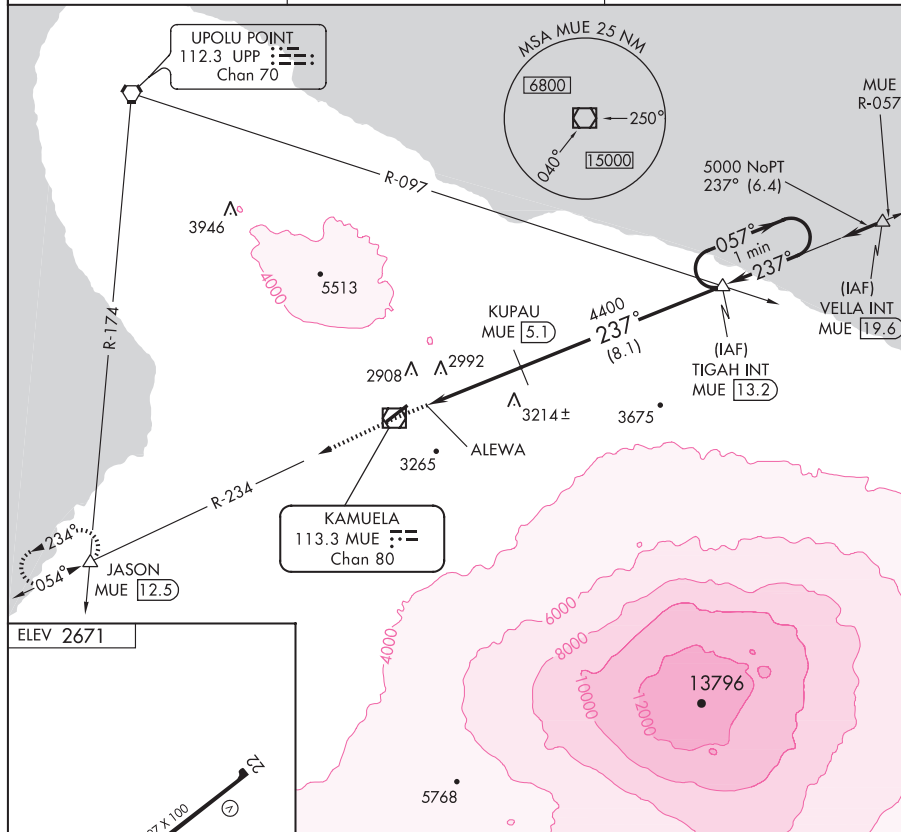 UPOLU POINT
112.3 UPP
Chan 70
MSA MUE 25 NM
6800
250°
040°
15000
MUE
R-057
5000 NoPT
237° (6.4)
R-097
3946
4000
5513
057°
1 min
237°
(IAF)
VELLA INT
MUE 19.6
R-174
KUPAU
MUE 5.1
4400
237°
(8.1)
(IAF)
TIGAH INT
MUE 13.2
2908
2992
3214±
3675
ALEWA
3265
R-234
KAMUELA
113.3 MUE
Chan 80
234°
054°
JASON
MUE 12.5
ELEV 2671
4000
6000
8000
10000
12000
13796
5768
22
V
X 100